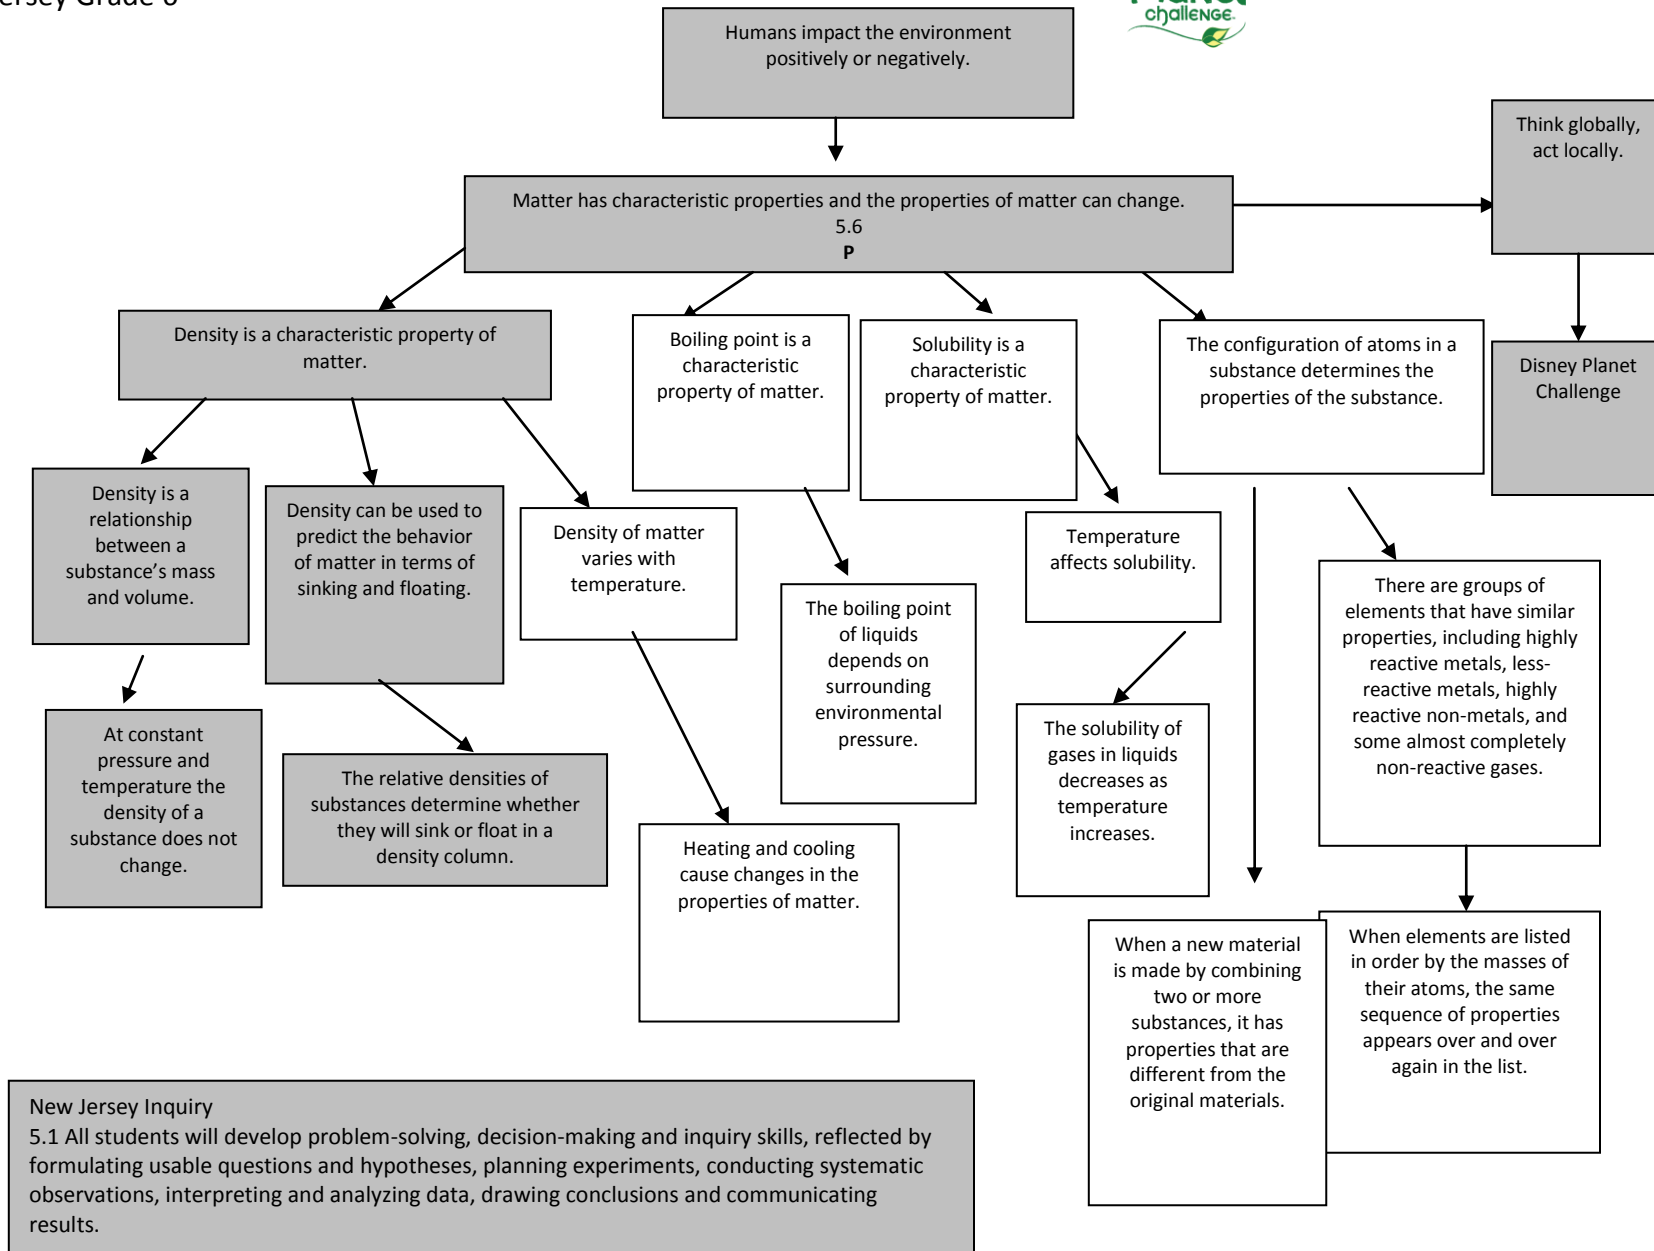 Jersey Grade 6
Planet
challenge
Humans impact the environment
positively or negatively.
Think globally,
act locally.
Matter has characteristic properties and the properties of matter can change.
5.6
P
Density is a characteristic property of
matter.
Boiling point is a
characteristic
property of matter.
Solubility is a
characteristic
property of matter.
The configuration of atoms in a
substance determines the
properties of the substance.
Disney Planet
Challenge
Density is a
relationship
between a
substance’s mass
and volume.
Density can be used to
predict the behavior
of matter in terms of
sinking and floating.
Density of matter
varies with
temperature.
Temperature
affects solubility.
The boiling point
of liquids
depends on
surrounding
environmental
pressure.
There are groups of
elements that have similar
properties, including highly
reactive metals, less-
reactive metals, highly
reactive non-metals, and
some almost completely
non-reactive gases.
At constant
pressure and
temperature the
density of a
substance does not
change.
The relative densities of
substances determine whether
they will sink or float in a
density column.
The solubility of
gases in liquids
decreases as
temperature
increases.
Heating and cooling
cause changes in the
properties of matter.
When a new material
is made by combining
two or more
substances, it has
properties that are
different from the
original materials.
When elements are listed
in order by the masses of
their atoms, the same
sequence of properties
appears over and over
again in the list.
New Jersey Inquiry
5.1 All students will develop problem-solving, decision-making and inquiry skills, reflected by
formulating usable questions and hypotheses, planning experiments, conducting systematic
observations, interpreting and analyzing data, drawing conclusions and communicating
results.